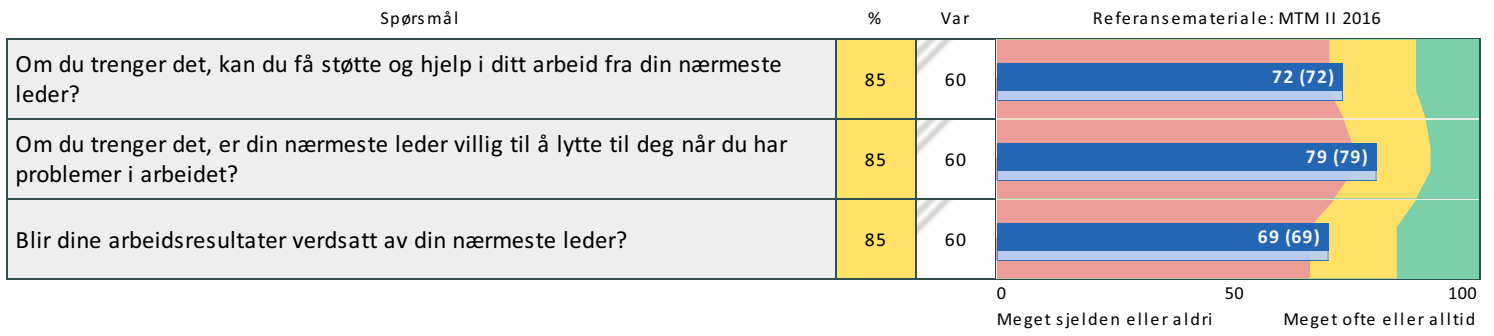 Spørsmål % Var Referansemateriale: MTM II 2016
Om du trenger det, kan du få støtte og hjelp i ditt arbeid fra din nærmeste
leder?
85 60 72 (72)
Om du trenger det, er din nærmeste leder villig til å lytte til deg når du har
problemer i arbeidet?
85 60 79 (79)
Blir dine arbeidsresultater verdsatt av din nærmeste leder? 85 60 69 (69)
0 50 100
Meget sjelden eller aldri Meget ofte eller alltid